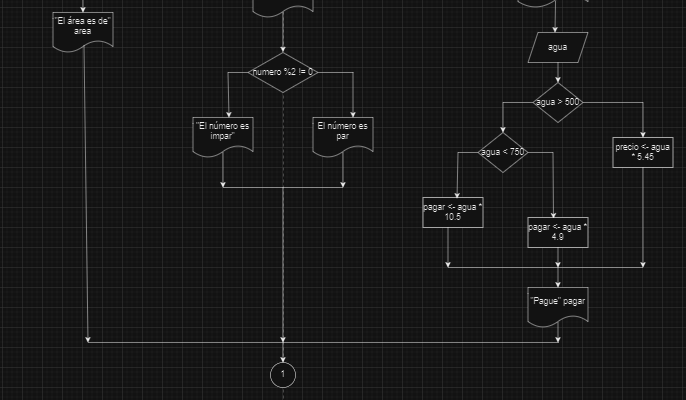 "El área es de"
area
agua
numero %2 != 0
agua > 500
"El número es
impar"
El número es
par
agua < 750
precio <- agua
* 5.45
pagar <- agua *
10.5
pagar <- agua *
4.9
"Pague" pagar
1